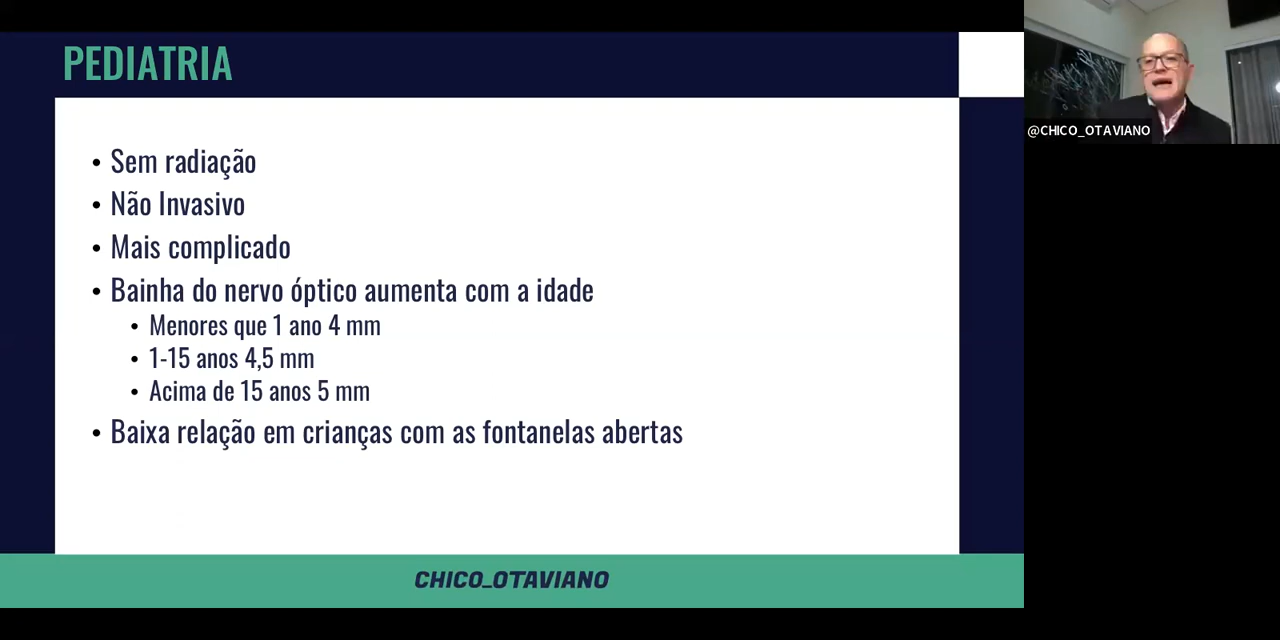 PEDIATRIA
• Sem radiação
• Não Invasivo
• Mais complicado
• Bainha do nervo óptico aumenta com a idade
• Menores que 1 ano 4 mm
• 1-15 anos 4,5 mm
• Acima de 15 anos 5 mm
• Baixa relação em crianças com as fontanelas abertas
CHICO_OTAVIANO
@CHICO_OTAVIANO